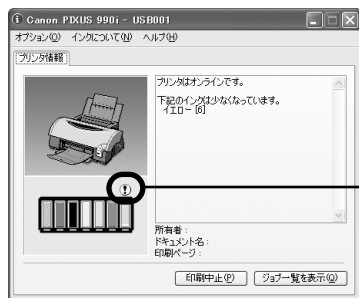 Canon PIXUS 990i - USB001
オプション(O) インクについて(N) ヘルプ(H)
プリンタ情報
プリンタはオンラインです。
下記のインクは少なくなっています。
イエロー [6]
所有者 :
ドキュメント名 :
印刷ページ :
印刷中止(P) ジョブ一覧を表示(Q)